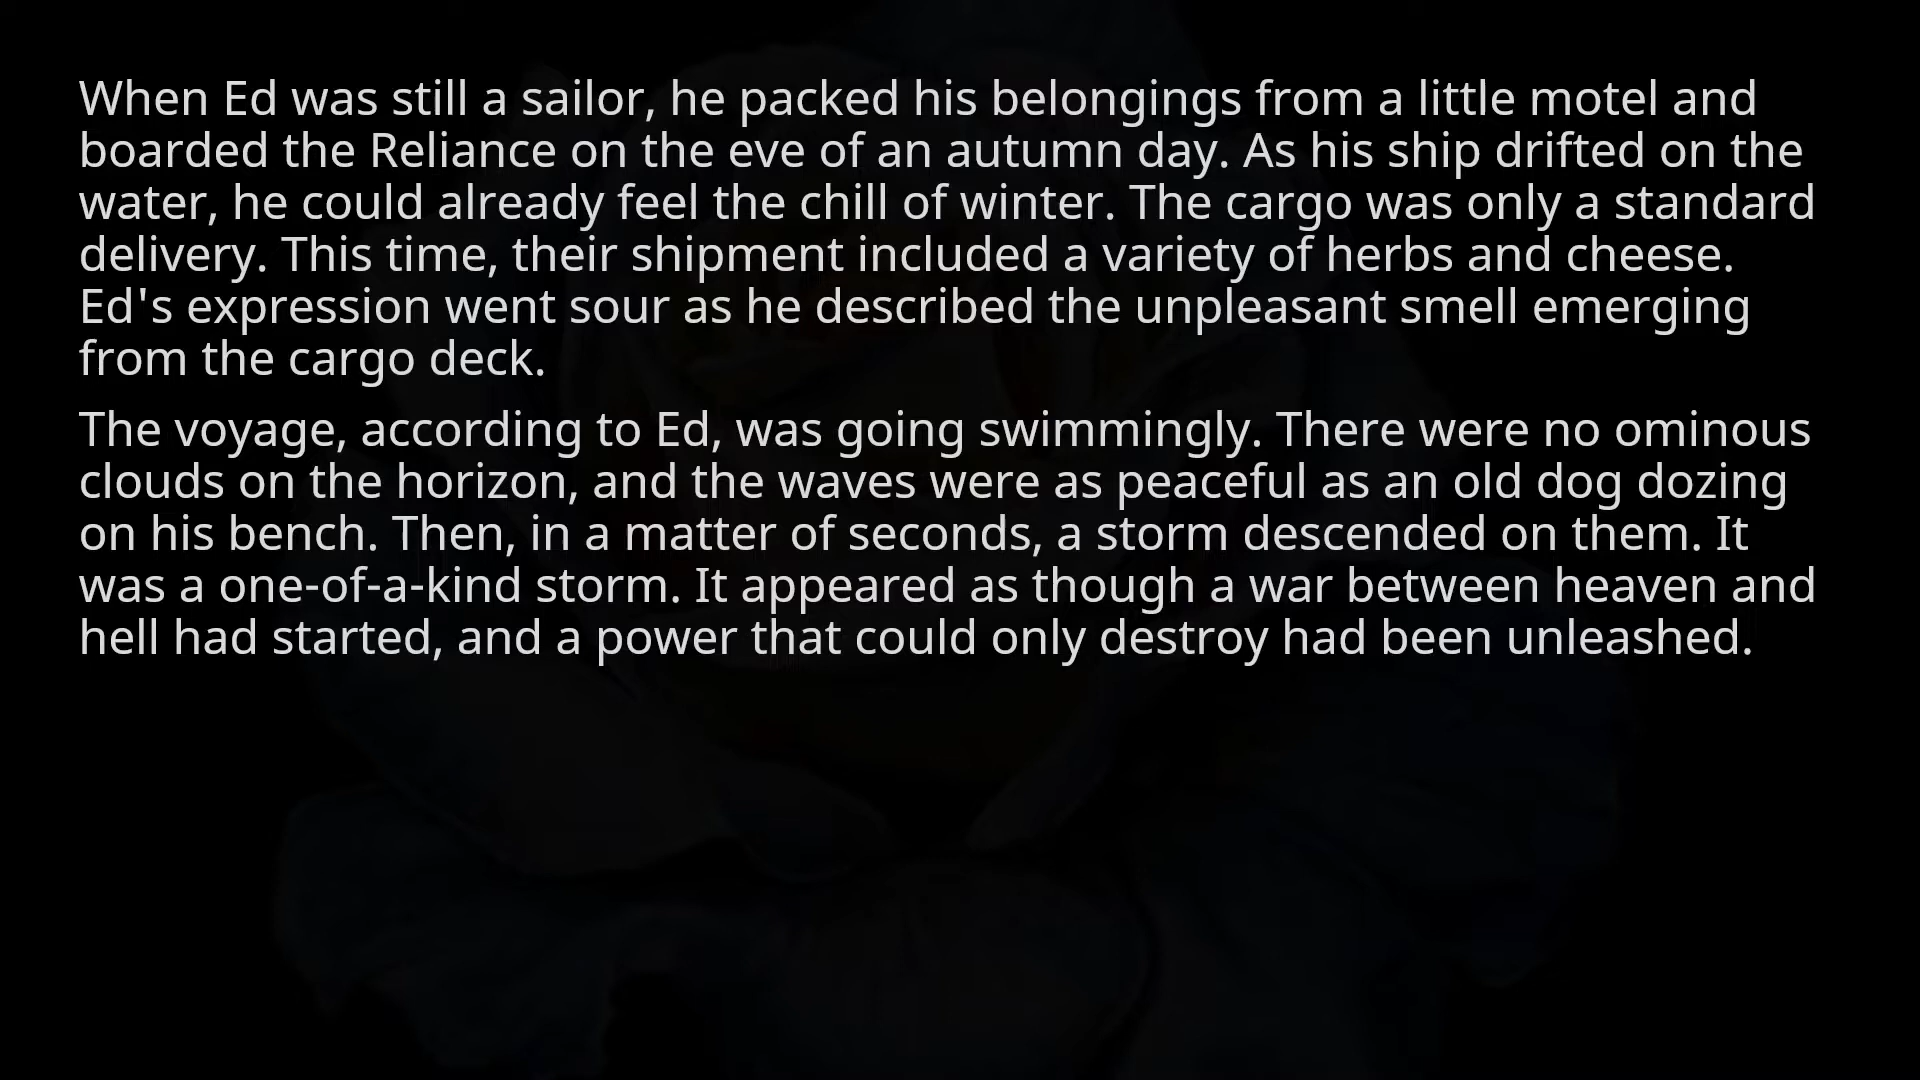 When Ed was still a sailor, he packed his belongings from a little motel and
boarded the Reliance on the eve of an autumn day. As his ship drifted on the
water, he could already feel the chill of winter. The cargo was only a standard
delivery. This time, their shipment included a variety of herbs and cheese.
Ed's expression went sour as he described the unpleasant smell emerging
from the cargo deck.
The voyage, according to Ed, was going swimmingly. There were no ominous
clouds on the horizon, and the waves were as peaceful as an old dog dozing
on his bench. Then, in a matter of seconds, a storm descended on them. It
was a one-of-a-kind storm. It appeared as though a war between heaven and
hell had started, and a power that could only destroy had been unleashed.